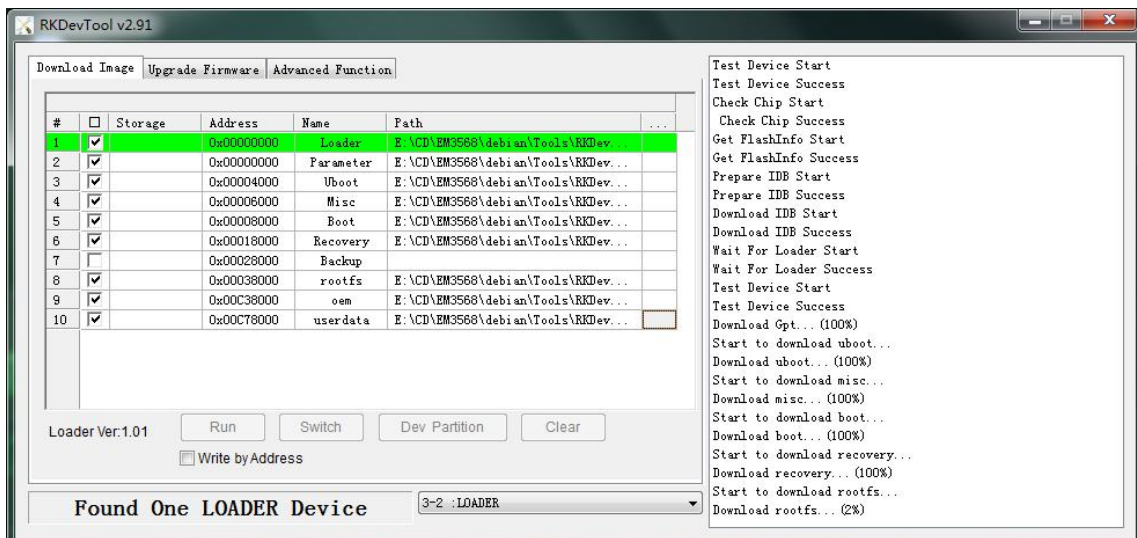 RKDevTool v2.91
Download Image Upgrade Firmware Advanced Function
# Storage Address Name Path ...
1 0x00000000 Loader E:\CD\EM3568\debian\Tools\RKDev...
2 0x00000000 Parameter E:\CD\EM3568\debian\Tools\RKDev...
3 0x00004000 Uboot E:\CD\EM3568\debian\Tools\RKDev...
4 0x00006000 Misc E:\CD\EM3568\debian\Tools\RKDev...
5 0x00008000 Boot E:\CD\EM3568\debian\Tools\RKDev...
6 0x00018000 Recovery E:\CD\EM3568\debian\Tools\RKDev...
7 0x00028000 Backup
8 0x00038000 rootfs E:\CD\EM3568\debian\Tools\RKDev...
9 0x00C38000 oem E:\CD\EM3568\debian\Tools\RKDev...
10 0x00C78000 userdata E:\CD\EM3568\debian\Tools\RKDev...
Loader Ver:1.01 Run Switch Dev Partition Clear
Write by Address
Found One LOADER Device 3-2 :LOADER
Test Device Start
Test Device Success
Check Chip Start
Check Chip Success
Get FlashInfo Start
Get FlashInfo Success
Prepare IDB Start
Prepare IDB Success
Download IDB Start
Download IDB Success
Wait For Loader Start
Wait For Loader Success
Test Device Start
Test Device Success
Download Gpt... (100%)
Start to download uboot...
Download uboot... (100%)
Start to download misc...
Download misc... (100%)
Start to download boot...
Download boot... (100%)
Start to download recovery...
Download recovery... (100%)
Start to download rootfs...
Download rootfs... (2%)